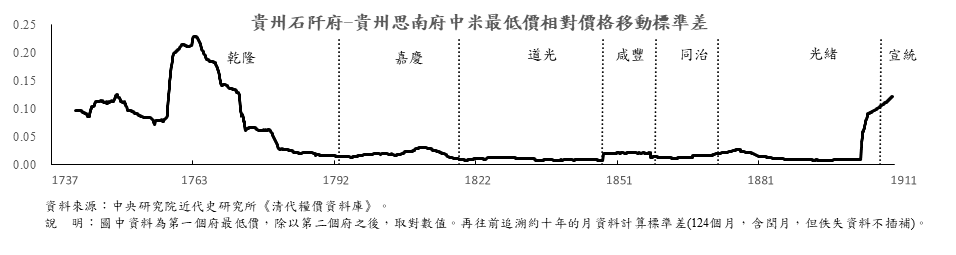 貴州石阡府-貴州思南府中米最低價相對價格移動標準差
0.25
0.20
0.15
0.10
0.05
0.00
乾隆
嘉慶
道光
咸豐
同治
光緒
宣統
1737
1763
1792
1822
1851
1881
1911
資料來源：中央研究院近代史研究所《清代糧價資料庫》。
說　明：圖中資料為第一個府最低價，除以第二個府之後，取對數值。再往前追溯約十年的月資料計算標準差(124個月，含閏月，但佚失資料不插補)。